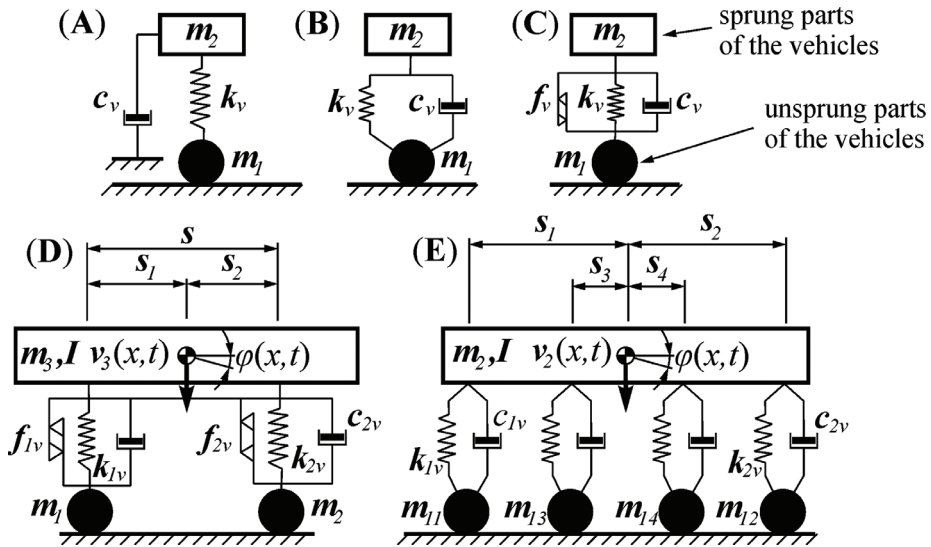 (A)
m2
cv
kv
m1
(B)
m2
kv
cv
m1
(C)
m2
fv
kv
cv
m1
sprung parts
of the vehicles
unsprung parts
of the vehicles
(D)
s
s1
s2
m3,I v3(x,t)
φ(x,t)
f1v
k1v
f2v
k2v
c2v
m1
m2
(E)
s1
s2
s3
s4
m2,I v2(x,t)
φ(x,t)
k1v
c1v
k2v
c2v
m11
m13
m14
m12